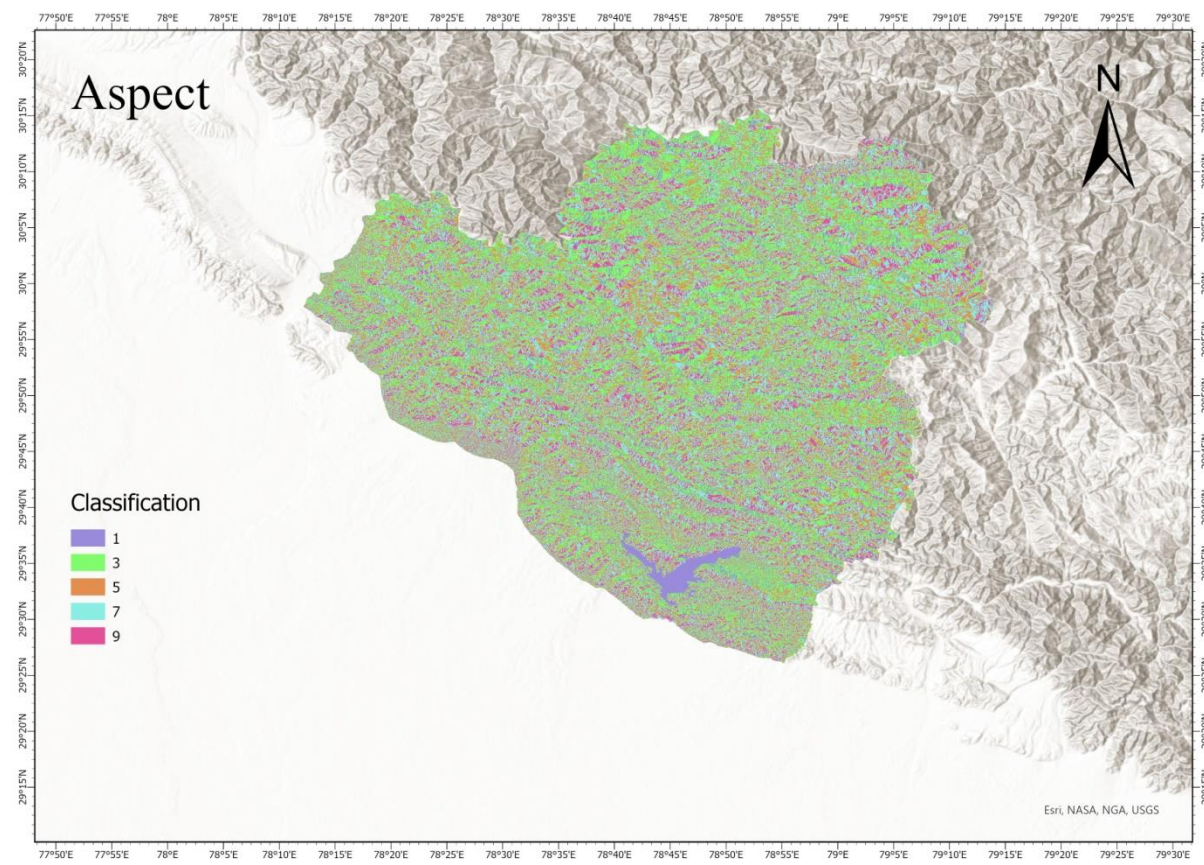 77°50'E 77°55'E 78°E 78°5'E 78°10'E 78°15'E 78°20'E 78°25'E 78°30'E 78°35'E 78°40'E 78°45'E 78°50'E 78°55'E 79°E 79°5'E 79°10'E 79°15'E 79°20'E 79°25'E 79°30'E
Aspect
N
30°20'N
30°15'N
30°10'N
30°5'N
30°N
29°55'N
29°50'N
29°45'N
29°40'N
29°35'N
29°30'N
29°25'N
29°20'N
29°15'N
Classification
1
3
5
7
9
Esri, NASA, NGA, USGS
77°50'E 77°55'E 78°E 78°5'E 78°10'E 78°15'E 78°20'E 78°25'E 78°30'E 78°35'E 78°40'E 78°45'E 78°50'E 78°55'E 79°E 79°5'E 79°10'E 79°15'E 79°20'E 79°25'E 79°30'E